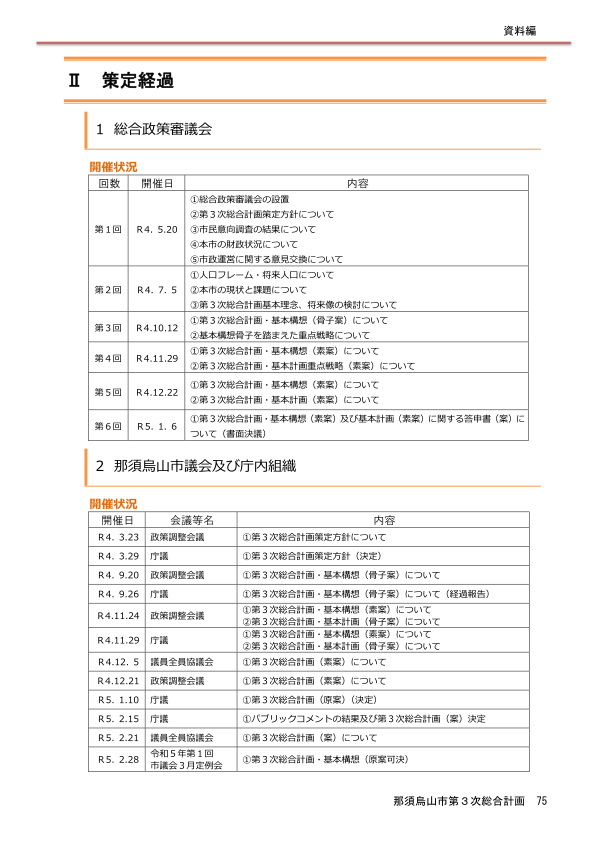 資料編
Ⅱ　策定経過
1　総合政策審議会
開催状況
回数　開催日　内容
第１回　R4. 5.20　①総合政策審議会の設置
②第３次総合計画策定方針について
③市民意向調査の結果について
④本市の財政状況について
⑤市政運営に関する意見交換について
第２回　R4. 7. 5　①人口フレーム・将来人口について
②本市の現状と課題について
③第３次総合計画基本理念、将来像の検討について
第３回　R4.10.12　①第３次総合計画・基本構想（骨子案）について
②基本構想骨子を踏まえた重点戦略について
第４回　R4.11.29　①第３次総合計画・基本構想（素案）について
②第３次総合計画・基本計画重点戦略（素案）について
第５回　R4.12.22　①第３次総合計画・基本構想（素案）について
②第３次総合計画・基本計画（素案）について
第６回　R5. 1. 6　①第３次総合計画・基本構想（素案）及び基本計画（素案）に関する答申書（案）に
ついて（書面決議）
2　那須烏山市議会及び庁内組織
開催状況
開催日　会議等名　内容
R4. 3.23　政策調整会議　①第３次総合計画策定方針について
R4. 3.29　庁議　①第３次総合計画策定方針（決定）
R4. 9.20　政策調整会議　①第３次総合計画・基本構想（骨子案）について
R4. 9.26　庁議　①第３次総合計画・基本構想（骨子案）について（経過報告）
R4.11.24　政策調整会議　①第３次総合計画・基本構想（素案）について
②第３次総合計画・基本計画（骨子案）について
R4.11.29　庁議　①第３次総合計画・基本構想（素案）について
②第３次総合計画・基本計画（骨子案）について
R4.12. 5　議員全員協議会　①第３次総合計画（素案）について
R4.12.21　政策調整会議　①第３次総合計画（素案）について
R5. 1.10　庁議　①第３次総合計画（原案）（決定）
R5. 2.15　庁議　①パブリックコメントの結果及び第３次総合計画（案）決定
R5. 2.21　議員全員協議会　①第３次総合計画（案）について
R5. 2.28　令和５年第１回　①第３次総合計画・基本構想（原案可決）
市議会３月定例会
那須烏山市第３次総合計画　75